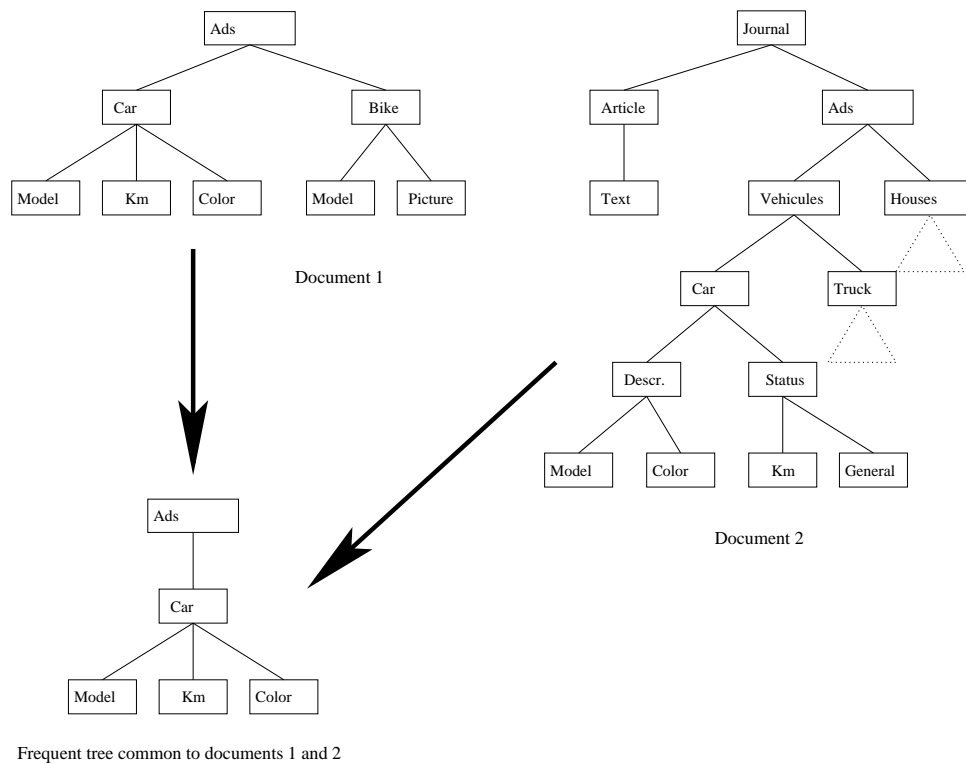 Ads
Car
Bike
Model
Km
Color
Model
Picture
Document 1
Journal
Article
Ads
Text
Vehicules
Houses
Car
Truck
Descr.
Status
Model
Color
Km
General
Document 2
Ads
Car
Model
Km
Color
Frequent tree common to documents 1 and 2